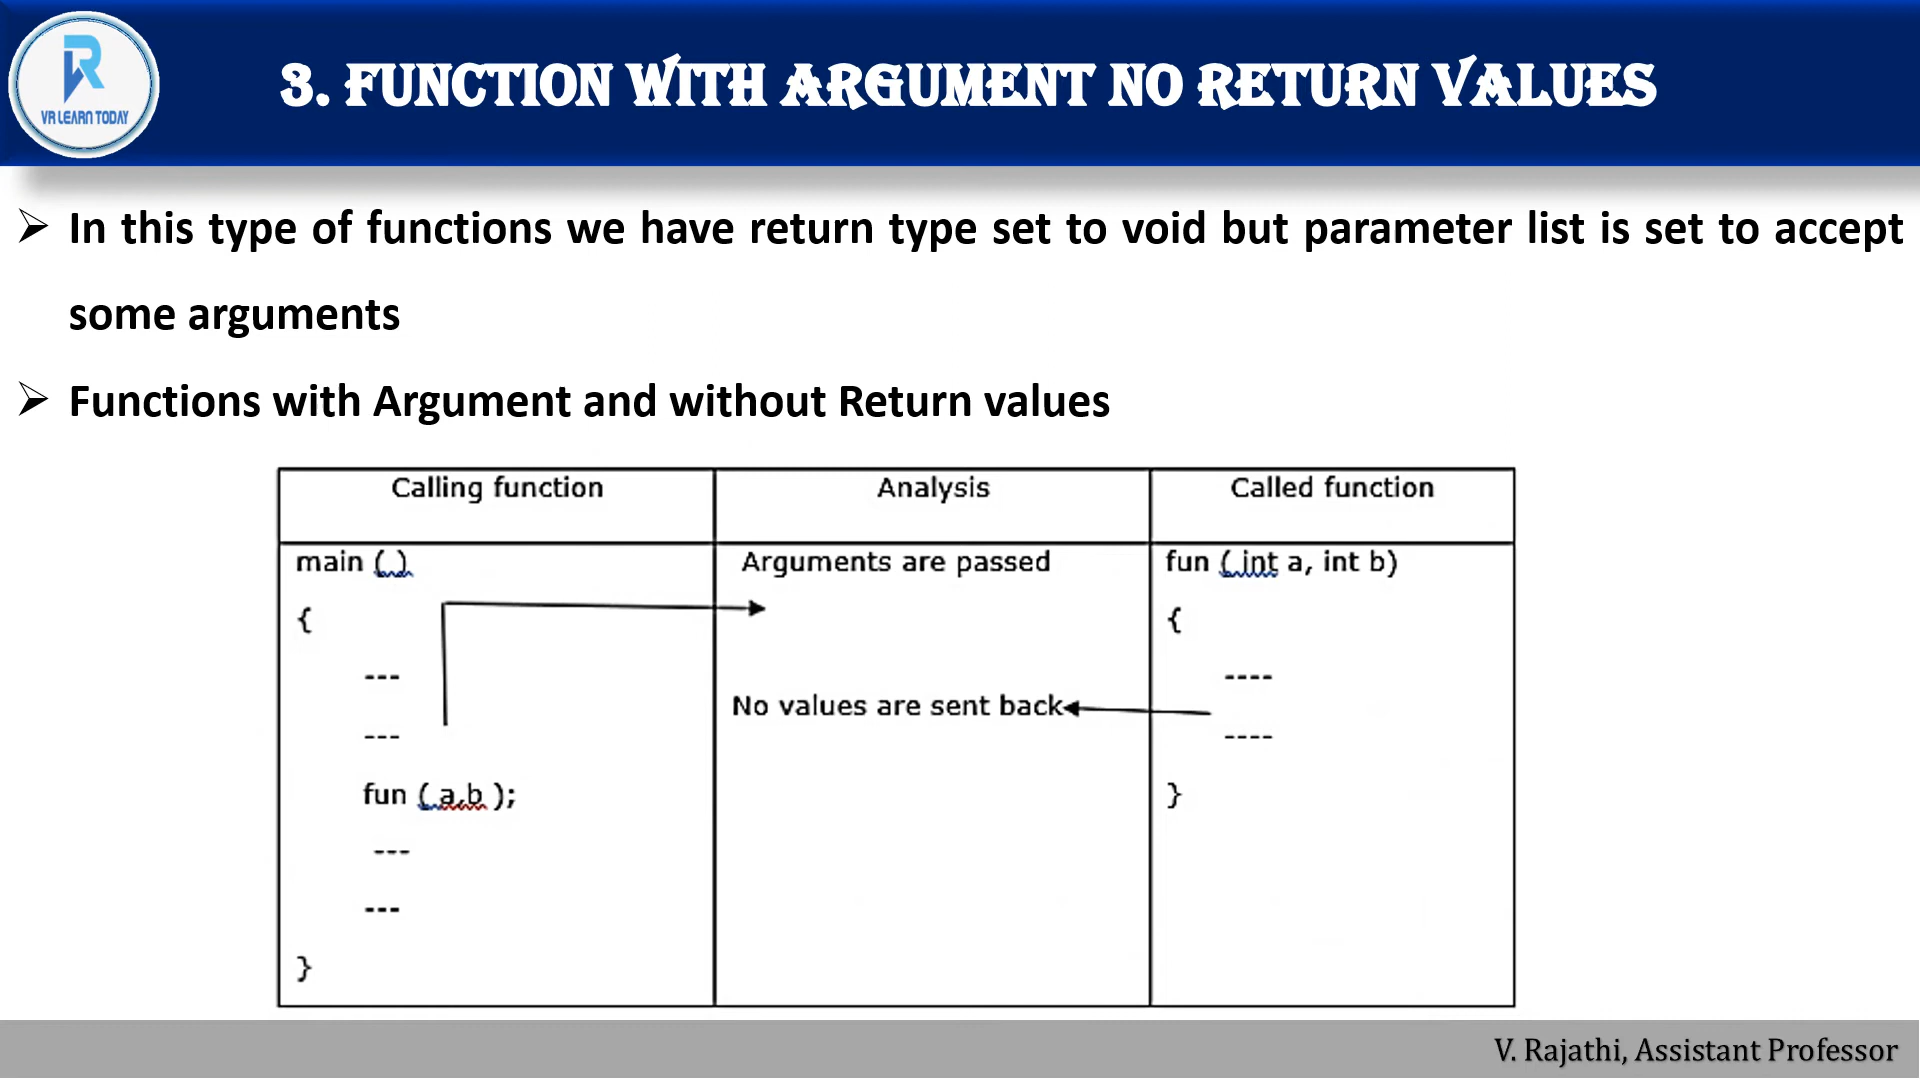 VR LEARN TODAY
3. FUNCTION WITH ARGUMENT NO RETURN VALUES
➢ In this type of functions we have return type set to void but parameter list is set to accept
some arguments
➢ Functions with Argument and without Return values
Calling function Analysis Called function
main ( ) Arguments are passed fun ( int a, int b)
{ {
--- ----
No values are sent back
--- ----
fun ( a,b ); }
---
---
}
V. Rajathi, Assistant Professor